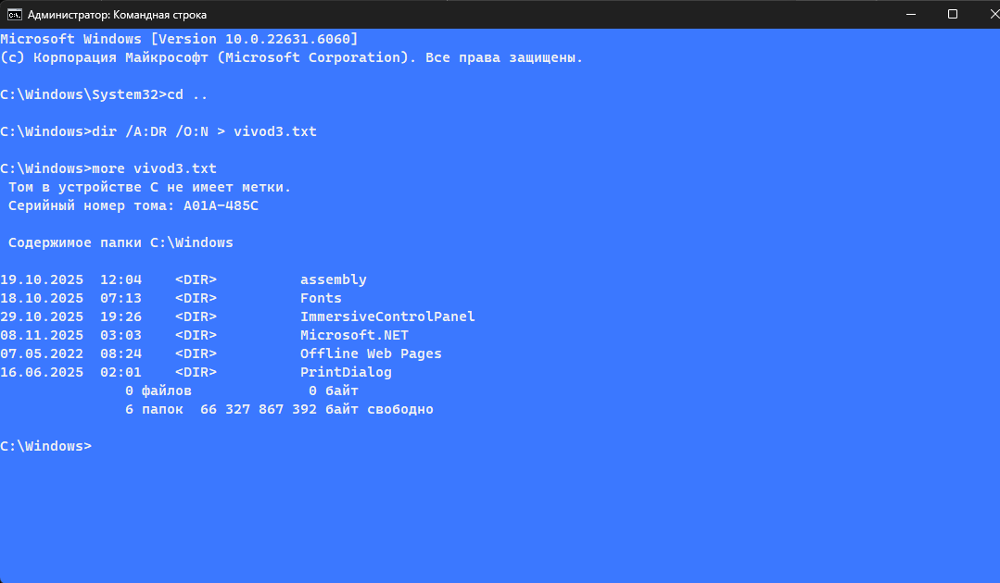 Администратор: Командная строка
Microsoft Windows [Version 10.0.22631.6060]
(c) Корпорация Майкрософт (Microsoft Corporation). Все права защищены.
C:\Windows\System32>cd ..
C:\Windows>dir /A:DR /O:N > vivod3.txt
C:\Windows>more vivod3.txt
Том в устройстве C не имеет метки.
Серийный номер тома: A01A-485C
Содержимое папки C:\Windows
19.10.2025  12:04    <DIR>          assembly
18.10.2025  07:13    <DIR>          Fonts
29.10.2025  19:26    <DIR>          ImmersiveControlPanel
08.11.2025  03:03    <DIR>          Microsoft.NET
07.05.2022  08:24    <DIR>          Offline Web Pages
16.06.2025  02:01    <DIR>          PrintDialog
0 файлов              0 байт
6 папок  66 327 867 392 байт свободно
C:\Windows>